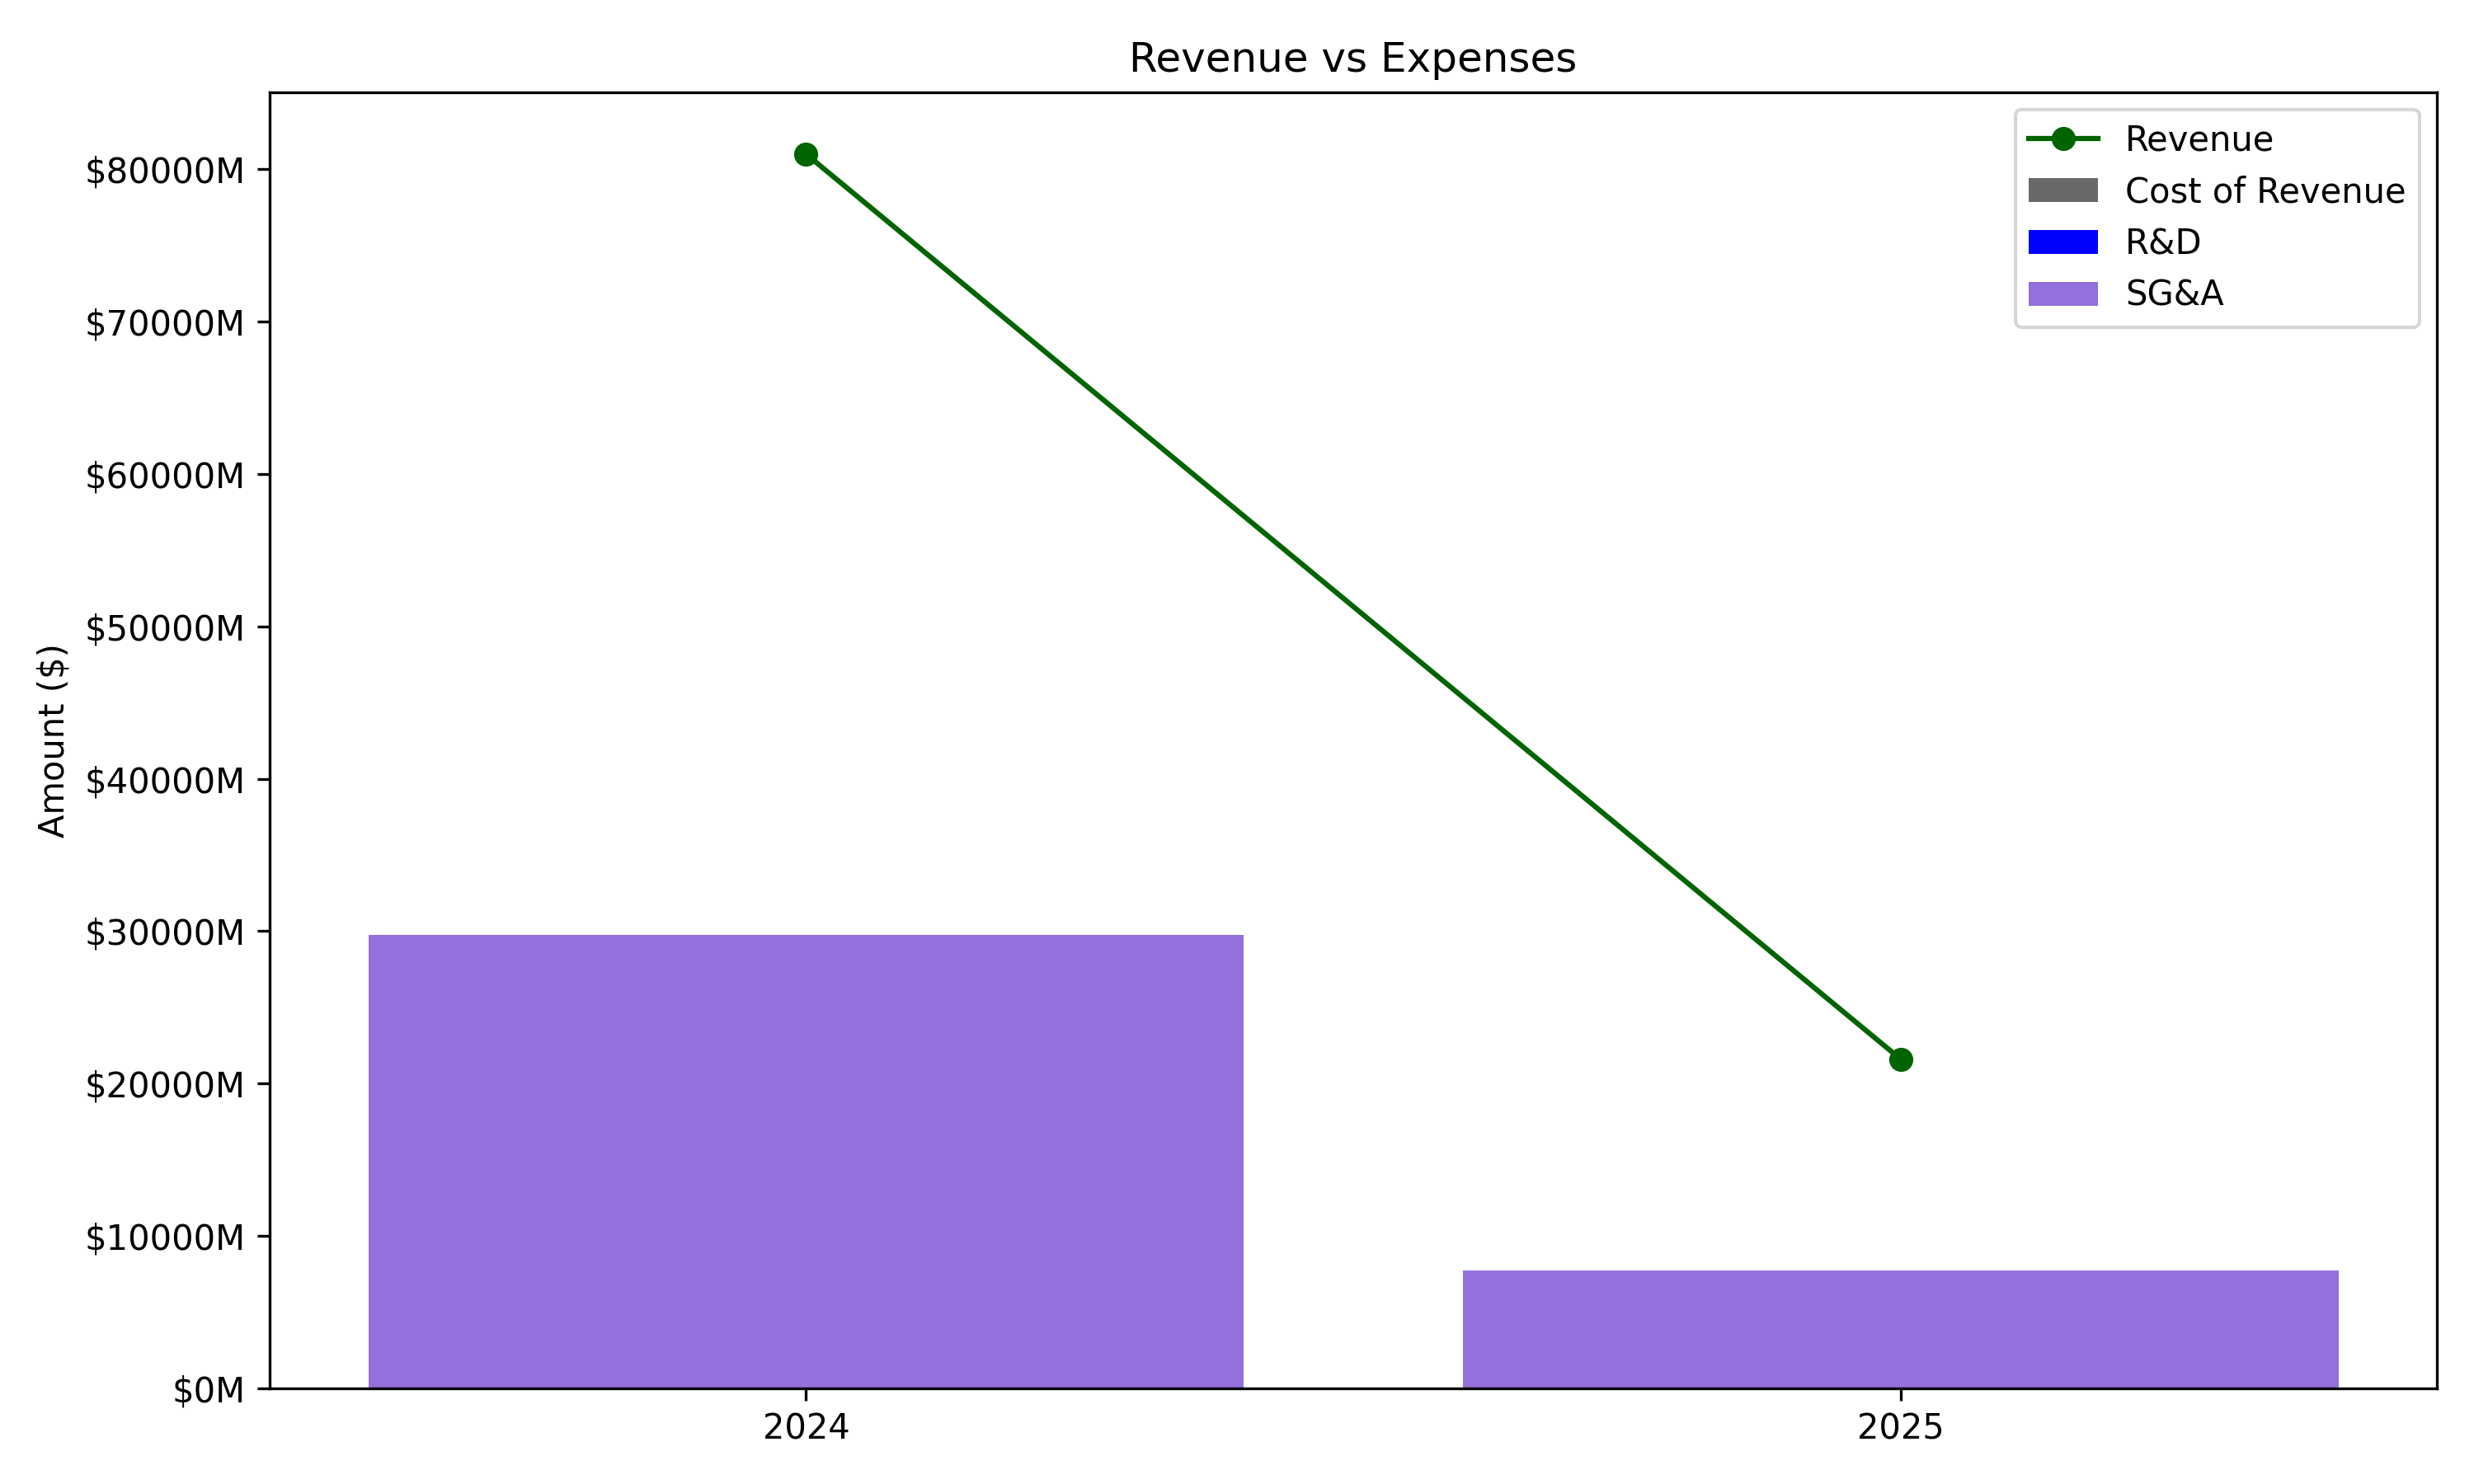 Revenue vs Expenses
Revenue
Cost of Revenue
R&D
SG&A
Amount ($)
$80000M
$70000M
$60000M
$50000M
$40000M
$30000M
$20000M
$10000M
$0M
2024
2025